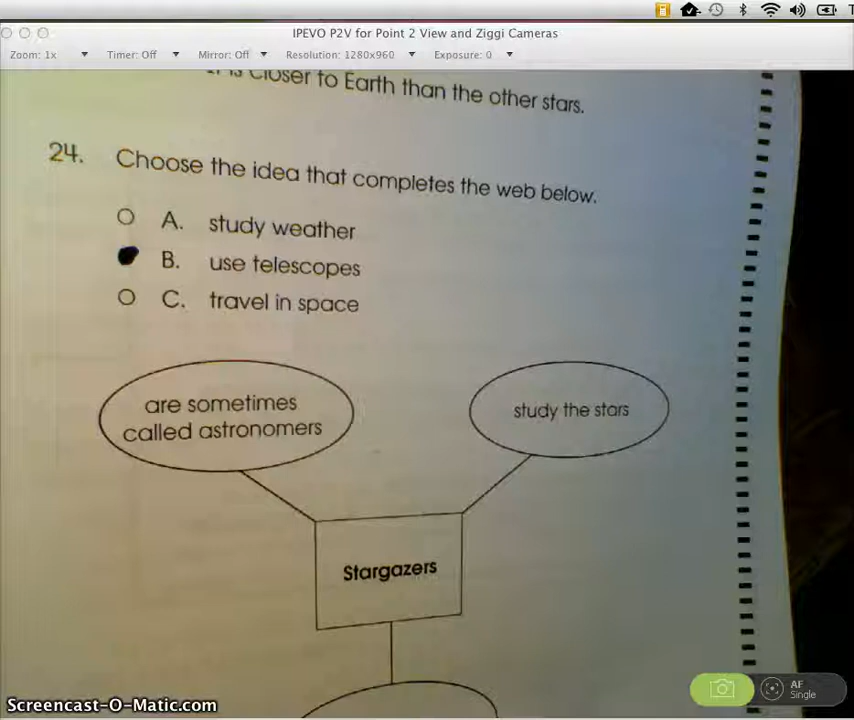 IPEVO P2V for Point 2 View and Ziggi Cameras
Zoom: 1x Timer: Off Mirror: Off Resolution: 1280x960 Exposure: 0
is closer to Earth than the other stars.
24. Choose the idea that completes the web below.
A. study weather
B. use telescopes
C. travel in space
are sometimes
called astronomers
study the stars
Stargazers
AF
Single
Screencast-O-Matic.com